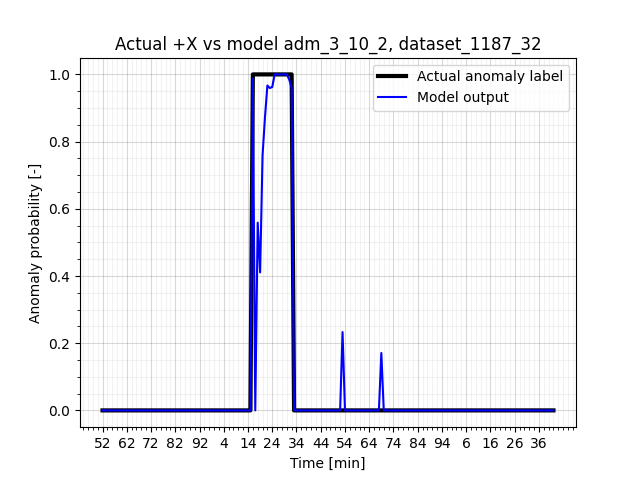 Actual +X vs model adm_3_10_2, dataset_1187_32
Actual anomaly label
Model output
Anomaly probability [-]
1.0
0.8
0.6
0.4
0.2
0.0
52 62 72 82 92 4 14 24 34 44 54 64 74 84 94 6 16 26 36
Time [min]